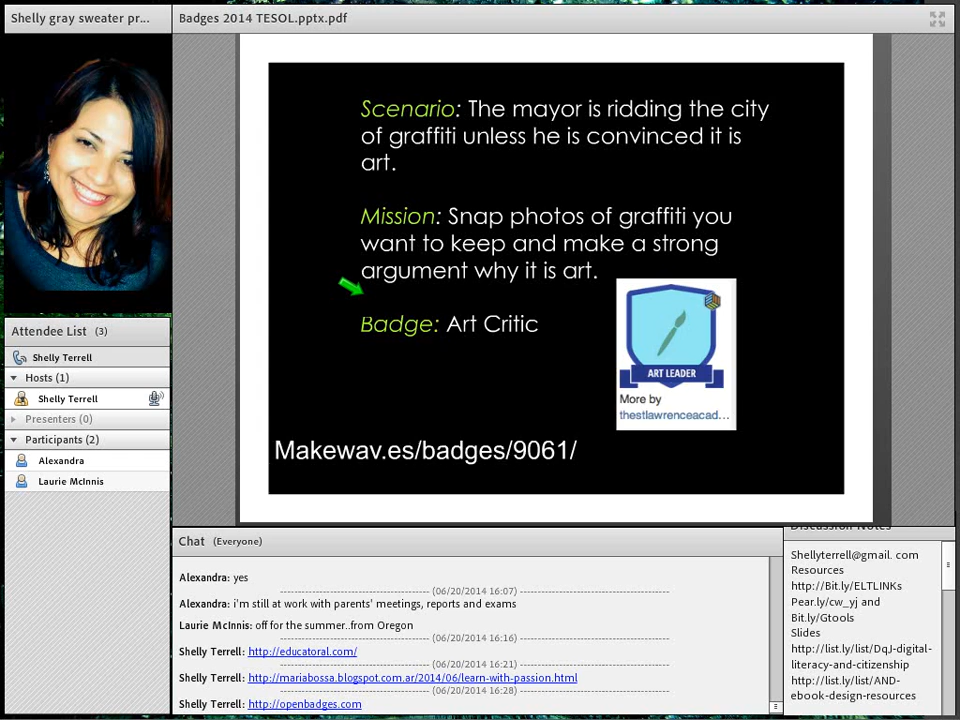 Shelly gray sweater pr...
Badges 2014 TESOL.pptx.pdf
Scenario: The mayor is ridding the city
of graffiti unless he is convinced it is
art.
Mission: Snap photos of graffiti you
want to keep and make a strong
argument why it is art.
Badge: Art Critic
ART LEADER
More by
thestlawrenceacad...
Makewav.es/badges/9061/
Attendee List (3)
Shelly Terrell
Hosts (1)
Shelly Terrell
Presenters (0)
Participants (2)
Alexandra
Laurie McInnis
Chat (Everyone)
Alexandra: yes
(06/20/2014 16:07)
Alexandra: i'm still at work with parents' meetings, reports and exams
Laurie McInnis: off for the summer..from Oregon
(06/20/2014 16:16)
Shelly Terrell: http://educatoral.com/
(06/20/2014 16:21)
Shelly Terrell: http://mariabossa.blogspot.com.ar/2014/06/learn-with-passion.html
(06/20/2014 16:28)
Shelly Terrell: http://openbadges.com
Discussion Notes
Shellyterrell@gmail. com
Resources
http://Bit.ly/ELTLINKs
Pear.ly/cw_yj and
Bit.ly/Gtools
Slides
http://list.ly/list/DqJ-digital-
literacy-and-citizenship
http://list.ly/list/AND-
ebook-design-resources